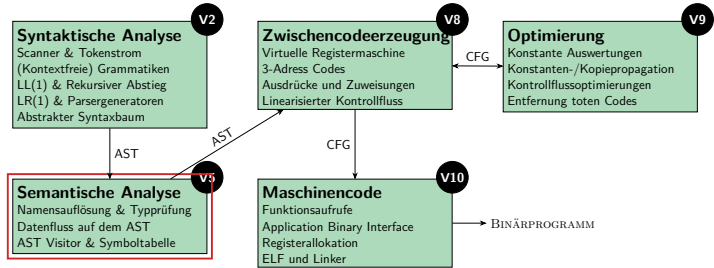 V2
Syntaktische Analyse
Scanner & Tokenstrom
(Kontextfreie) Grammatiken
LL(1) & Rekursiver Abstieg
LR(1) & Parsergeneratoren
Abstrakter Syntaxbaum
V8
Zwischencodeerzeugung
Virtuelle Registermaschine
3-Adress Codes
Ausdrücke und Zuweisungen
Linearisierter Kontrollfluss
CFG
V9
Optimierung
Konstante Auswertungen
Konstanten-/Kopiepropagation
Kontrollflussoptimierungen
Entfernung toten Codes
AST
AST
CFG
V5
Semantische Analyse
Namensauflösung & Typprüfung
Datenfluss auf dem AST
AST Visitor & Symboltabelle
V10
Maschinencode
Funktionsaufrufe
Application Binary Interface
Registerallokation
ELF und Linker
BINÄRPROGRAMM